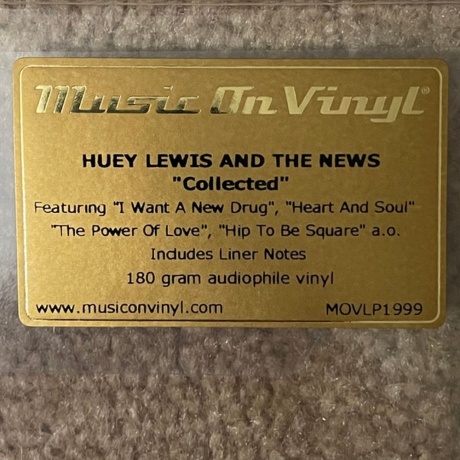 Music On Vinyl®
HUEY LEWIS AND THE NEWS
"Collected"
Featuring "I Want A New Drug", "Heart And Soul"
"The Power Of Love", "Hip To Be Square" a.o.
Includes Liner Notes
180 gram audiophile vinyl
www.musiconvinyl.com MOVLP1999